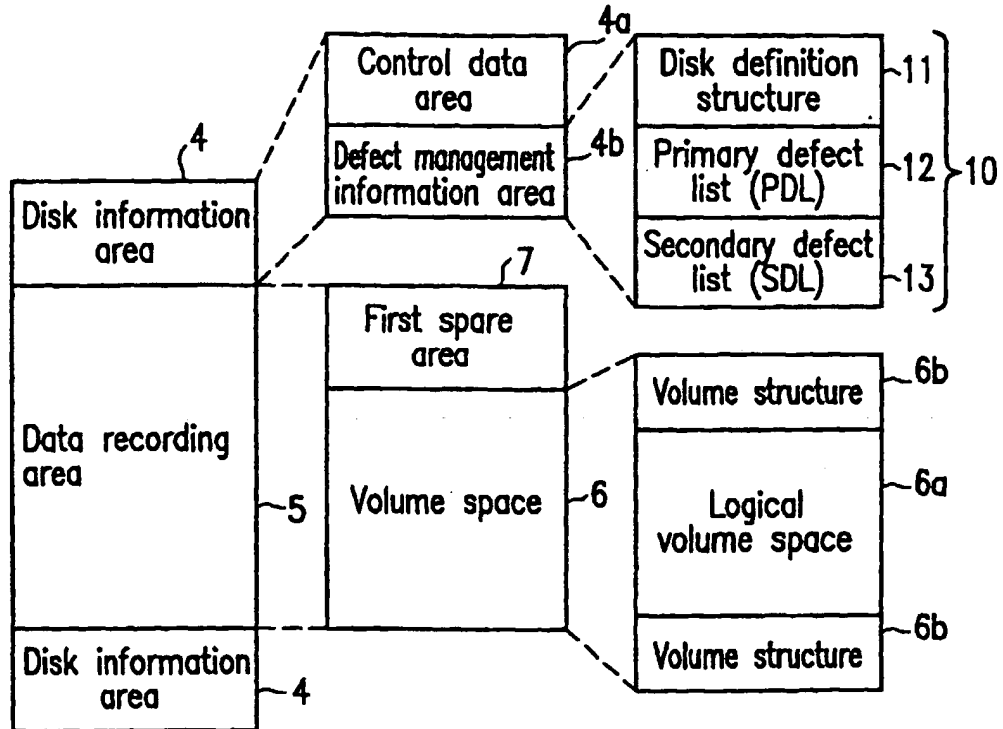 4
Disk information
area
Data recording
area
5
Disk information
area
4
4a
Control data
area
4b
Defect management
information area
7
First spare
area
Volume space
6
Disk definition
structure
11
Primary defect
list (PDL)
12
Secondary defect
list (SDL)
13
10
6b
Volume structure
6a
Logical
volume space
6b
Volume structure